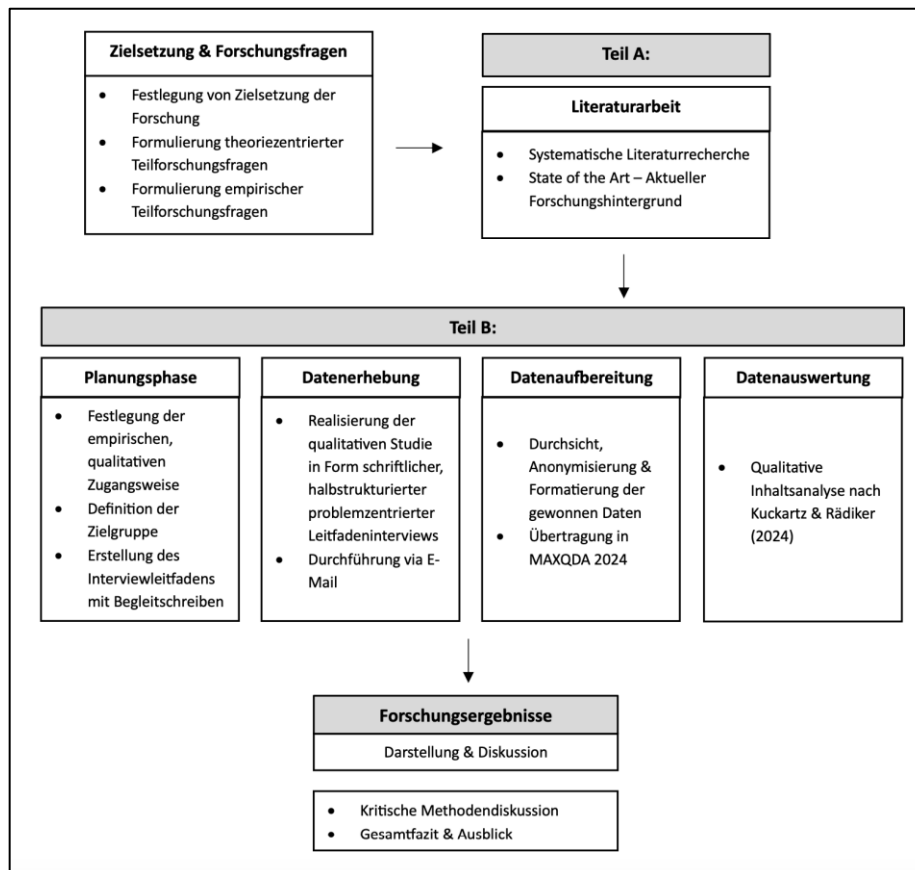 Zielsetzung & Forschungsfragen
• Festlegung von Zielsetzung der
Forschung
• Formulierung theoriezentrierter
Teilforschungsfragen
• Formulierung empirischer
Teilforschungsfragen
Teil A:
Literaturarbeit
• Systematische Literaturrecherche
• State of the Art – Aktueller
Forschungshintergrund
Teil B:
Planungsphase
• Festlegung der
empirischen,
qualitativen
Zugangsweise
• Definition der
Zielgruppe
• Erstellung des
Interviewleitfadens
mit Begleitschreiben
Datenerhebung
• Realisierung der
qualitativen Studie
in Form schriftlicher,
halbstrukturierter
problemzentrierter
Leitfadeninterviews
• Durchführung via E-
Mail
Datenaufbereitung
• Durchsicht,
Anonymisierung &
Formatierung der
gewonnen Daten
• Übertragung in
MAXQDA 2024
Datenauswertung
• Qualitative
Inhaltsanalyse nach
Kuckartz & Rädiker
(2024)
Forschungsergebnisse
Darstellung & Diskussion
• Kritische Methodendiskussion
• Gesamtfazit & Ausblick